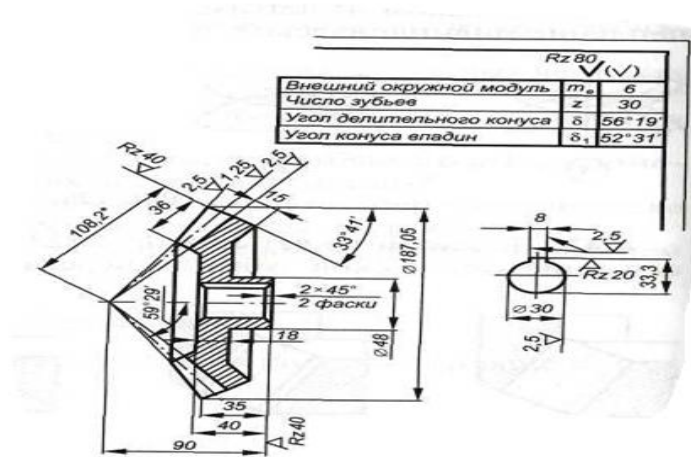 Rz 80 √(√)
Внешний окружной модуль mₑ 6
Число зубьев z 30
Угол делительного конуса δ 56°19'
Угол конуса впадин δ₁ 52°31'
Rz 40
2,5
1,25
2,5
15
36
108,2*
33°41'
59°29'
⌀187,05
2×45°
2 фаски
18
⌀48
35
40
90
Rz 40
8
2,5
Rz 20
33,3
⌀30
2,5